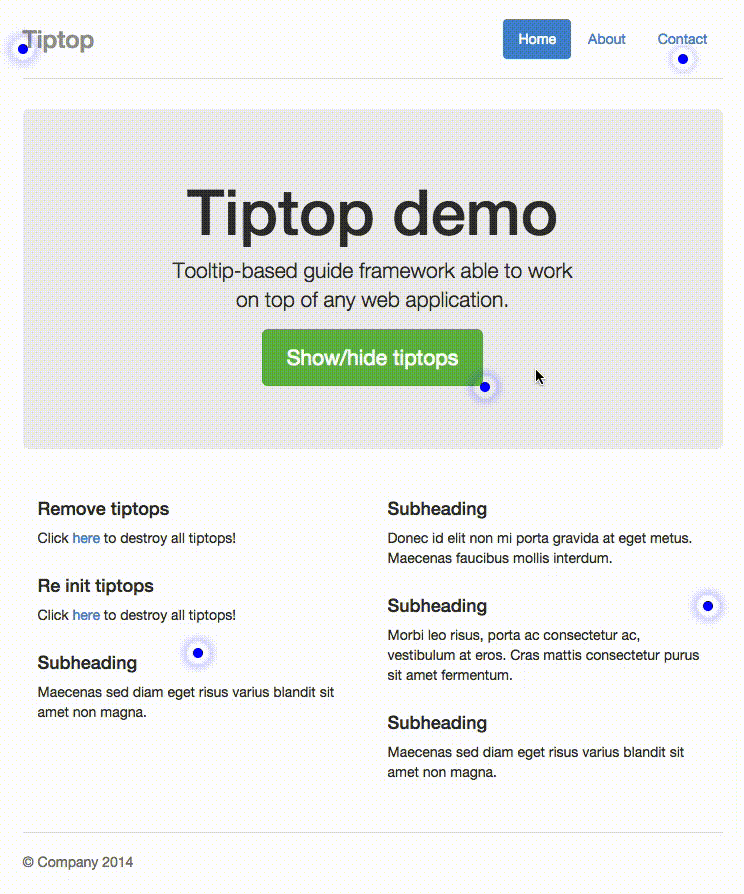 Tiptop
Home About Contact
Tiptop demo
Tooltip-based guide framework able to work
on top of any web application.
Show/hide tiptops
Remove tiptops
Click here to destroy all tiptops!
Re init tiptops
Click here to destroy all tiptops!
Subheading
Maecenas sed diam eget risus varius blandit sit
amet non magna.
Subheading
Donec id elit non mi porta gravida at eget metus.
Maecenas faucibus mollis interdum.
Subheading
Morbi leo risus, porta ac consectetur ac,
vestibulum at eros. Cras mattis consectetur purus
sit amet fermentum.
Subheading
Maecenas sed diam eget risus varius blandit sit
amet non magna.
© Company 2014